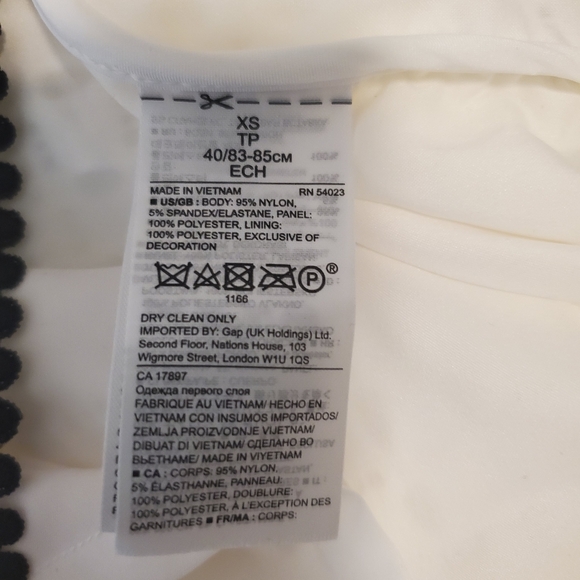 XS
TP
40/83-85CM
ECH
MADE IN VIETNAM RN 54023
■ US/GB : BODY: 95% NYLON,
5% SPANDEX/ELASTANE, PANEL:
100% POLYESTER, LINING:
100% POLYESTER, EXCLUSIVE OF
DECORATION
P®
1166
DRY CLEAN ONLY
IMPORTED BY: Gap (UK Holdings) Ltd.
Second Floor, Nations House, 103
Wigmore Street, London W1U 1QS
CA 17897
Одежда первого слоя
FABRIQUE AU VIETNAM/ HECHO EN
VIETNAM CON INSUMOS IMPORTADOS/
ZEMLJA PROIZVODNJE VIJETNAM/
DIBUAT DI VIETNAM/ СДЕЛАНО ВО
ВЬЕТНАМЕ/ MADE IN VIYETNAM
■ CA : CORPS: 95% NYLON,
5% ÉLASTHANNE, PANNEAU:
100% POLYESTER, DOUBLURE:
100% POLYESTER, À L'EXCEPTION DES
GARNITURES ■ FR/MA : CORPS: